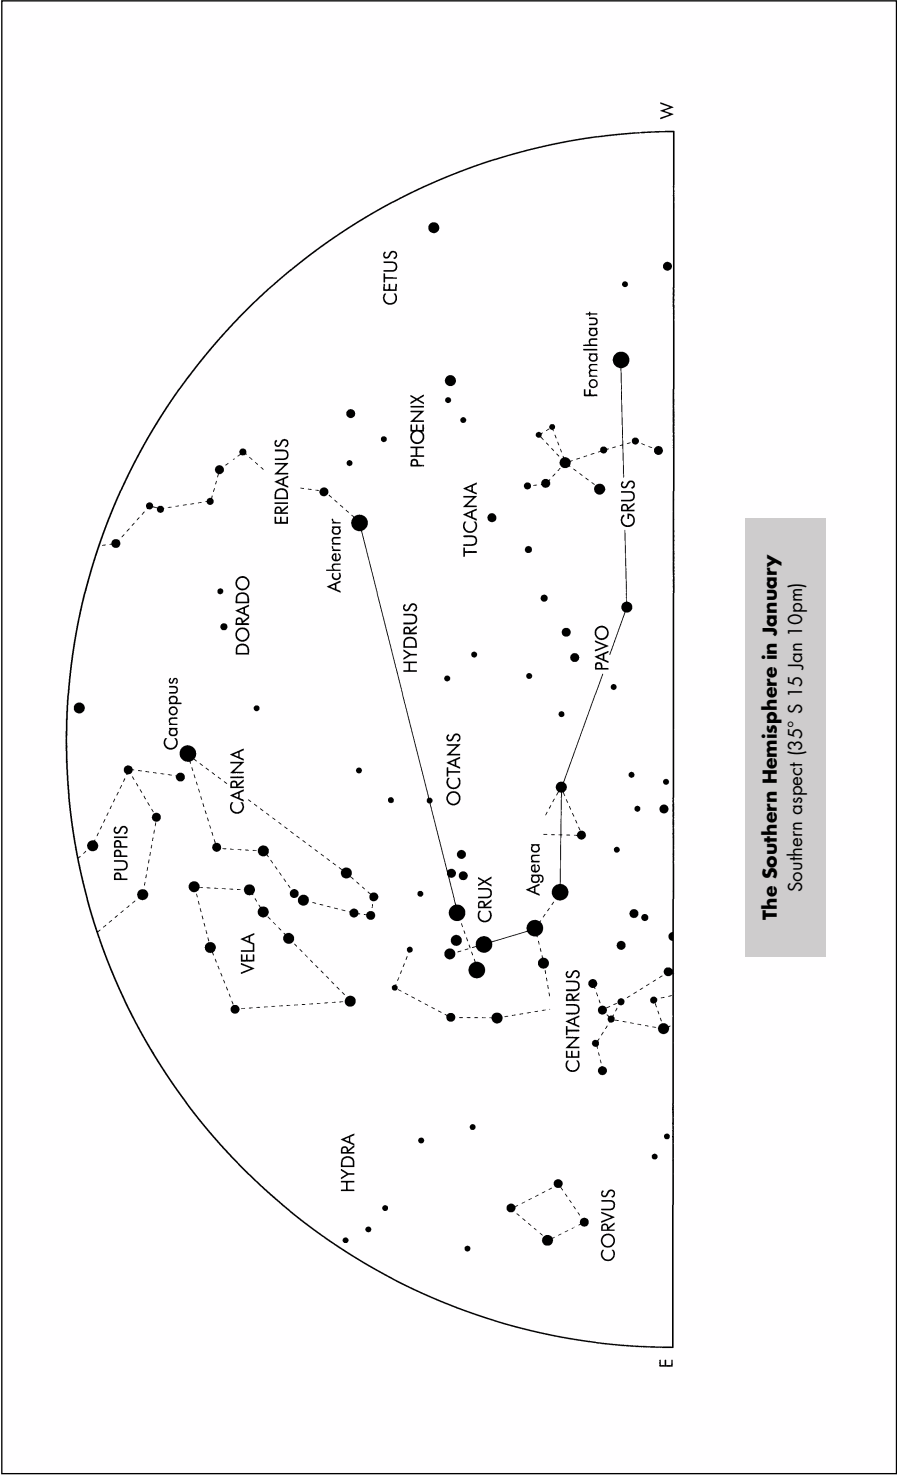 E
W
PUPPIS
VELA
CARINA
Canopus
DORADO
ERIDANUS
Achernar
HYDRA
HYDRUS
CETUS
PHŒNIX
OCTANS
TUCANA
CRUX
Agena
CENTAURUS
CORVUS
PAVO
GRUS
Fomalhaut
The Southern Hemisphere in January
Southern aspect (35° S 15 Jan 10pm)